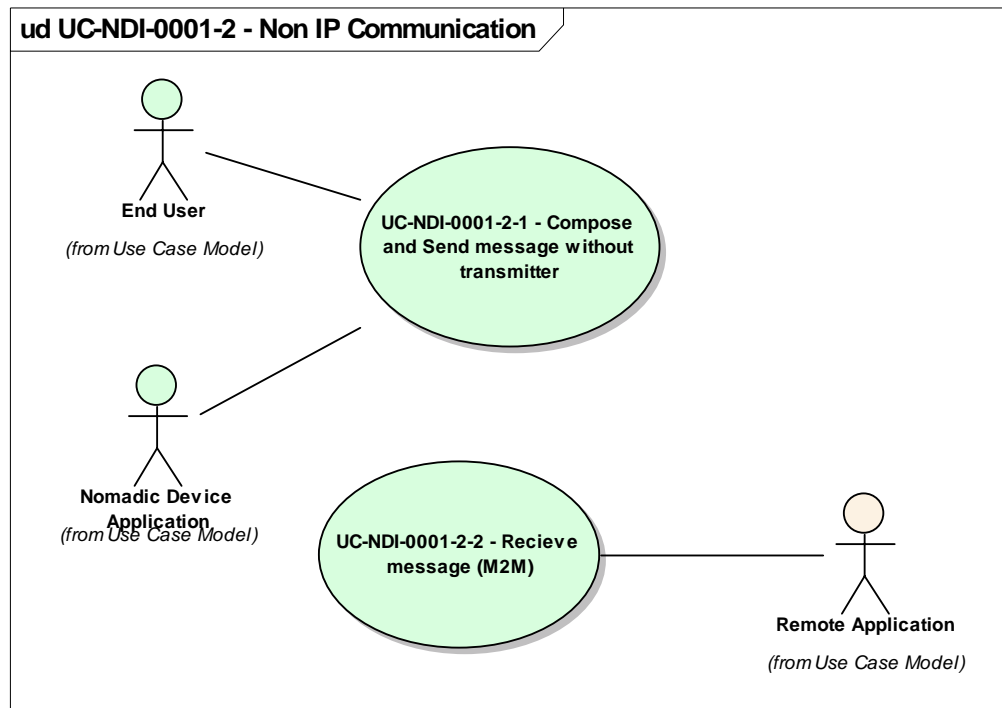 ud UC-NDI-0001-2 - Non IP Communication
End User
(from Use Case Model)
UC-NDI-0001-2-1 - Compose
and Send message without
transmitter
Nomadic Device
Application
(from Use Case Model)
UC-NDI-0001-2-2 - Recieve
message (M2M)
Remote Application
(from Use Case Model)